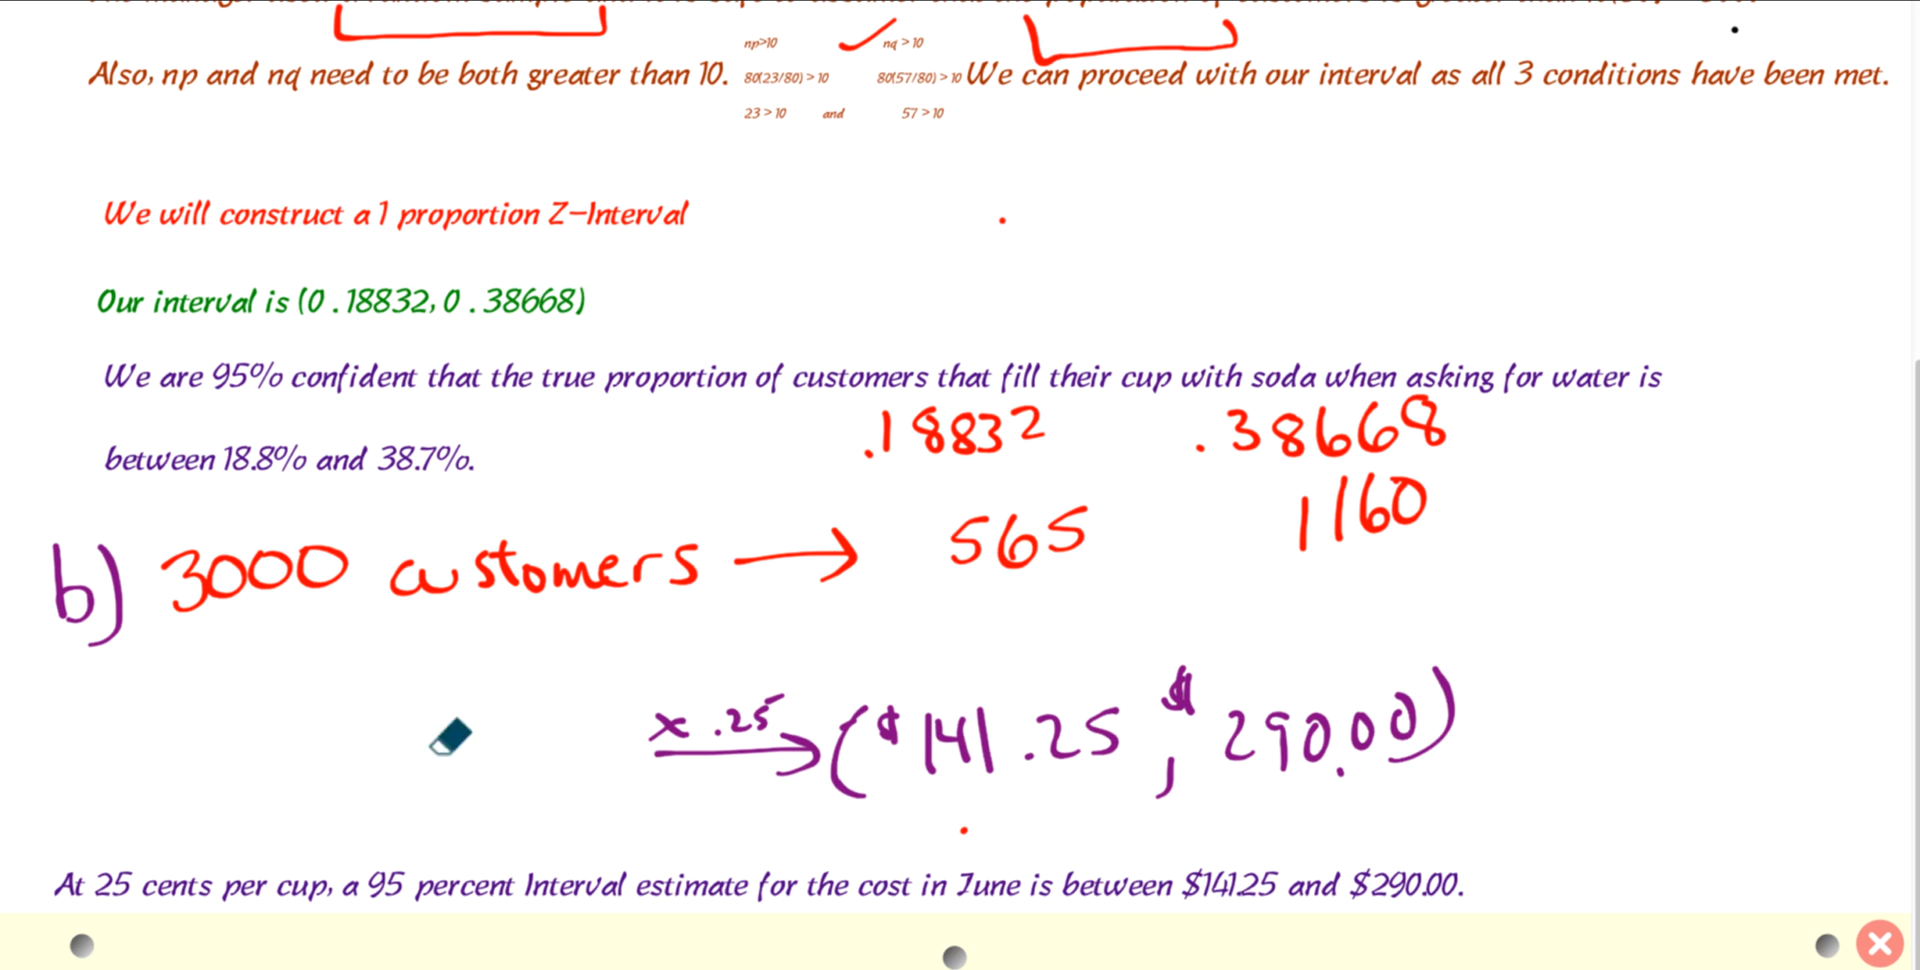 np>10 nq > 10
Also, np and nq need to be both greater than 10. 80(23/80) > 10 80(57/80) > 10 We can proceed with our interval as all 3 conditions have been met.
23 > 10 and 57 > 10
We will construct a 1 proportion Z-Interval
Our interval is (0.18832, 0.38668)
We are 95% confident that the true proportion of customers that fill their cup with soda when asking for water is
between 18.8% and 38.7%.
.18832 .38668
b) 3000 customers → 565 1160
x .25 → ($141.25, $290.00)
At 25 cents per cup, a 95 percent Interval estimate for the cost in June is between $141.25 and $290.00.